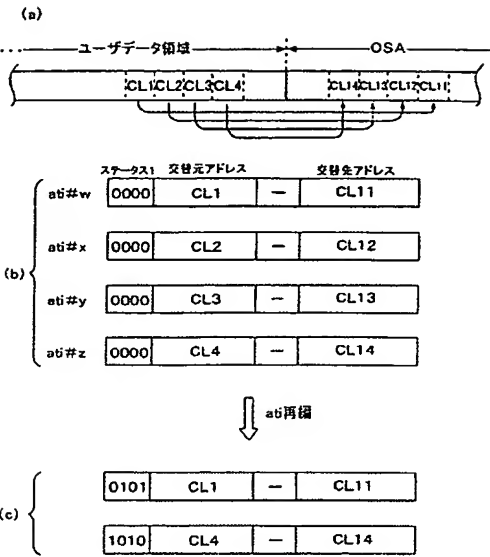 (a)
ユーザデータ領域 OSA
CL1 CL2 CL3 CL4 CL14 CL13 CL12 CL11
ステータス1 交替元アドレス 交替先アドレス
ati#w 0000 CL1 — CL11
ati#x 0000 CL2 — CL12
(b)
ati#y 0000 CL3 — CL13
ati#z 0000 CL4 — CL14
ati再編
(c)
0101 CL1 — CL11
1010 CL4 — CL14